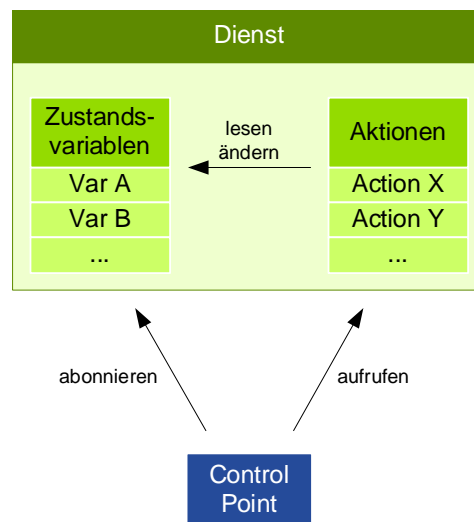 Dienst
Zustands-
variablen
Var A
Var B
...
lesen
ändern
Aktionen
Action X
Action Y
...
abonnieren
aufrufen
Control
Point